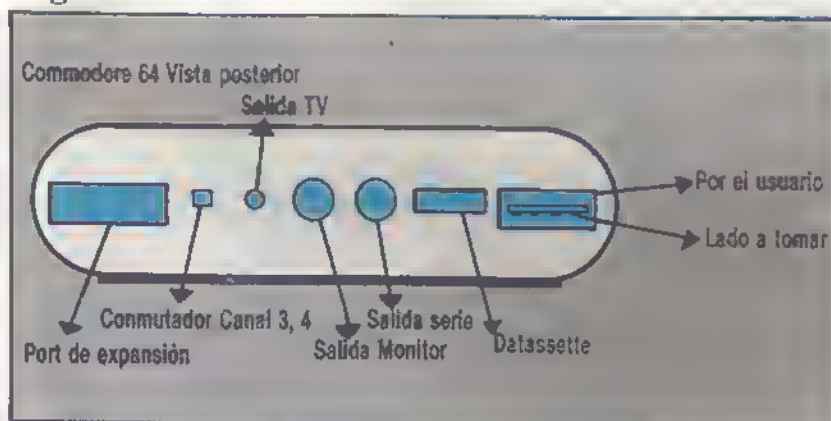 Commodore 64 Vista posterior
Salida TV
Por el usuario
Lado a tomar
Conmutador Canal 3, 4
Salida serie
Port de expansión
Salida Monitor
Datassette